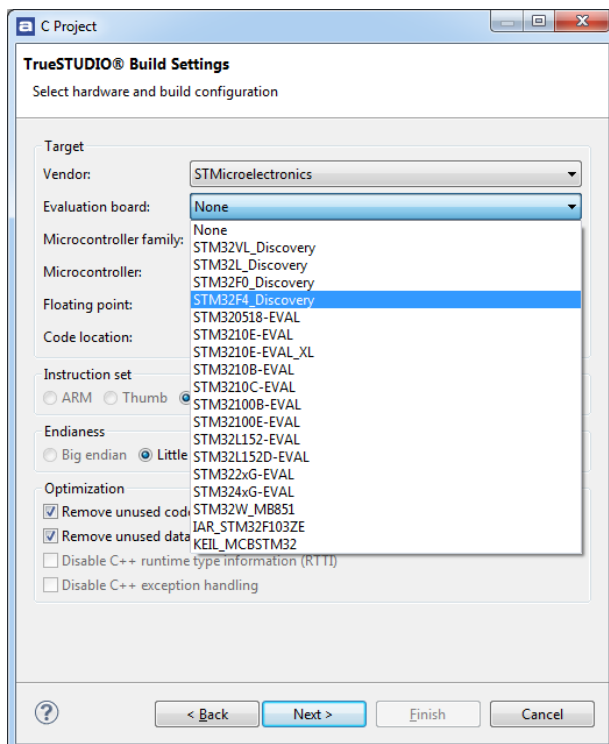 C Project
TrueSTUDIO® Build Settings
Select hardware and build configuration
Target
Vendor: STMicroelectronics
Evaluation board: None
None
Microcontroller family:
STM32VL_Discovery
STM32L_Discovery
Microcontroller:
STM32F0_Discovery
STM32F4_Discovery
Floating point:
STM320518-EVAL
STM3210E-EVAL
Code location:
STM3210E-EVAL_XL
STM3210B-EVAL
Instruction set
STM3210C-EVAL
ARM Thumb
STM32100B-EVAL
STM32100E-EVAL
Endianess
STM32L152-EVAL
Big endian Little
STM32L152D-EVAL
STM322xG-EVAL
Optimization
STM324xG-EVAL
Remove unused cod
STM32W_MB851
IAR_STM32F103ZE
Remove unused data
KEIL_MCBSTM32
Disable C++ runtime type information (RTTI)
Disable C++ exception handling
? < Back Next > Finish Cancel